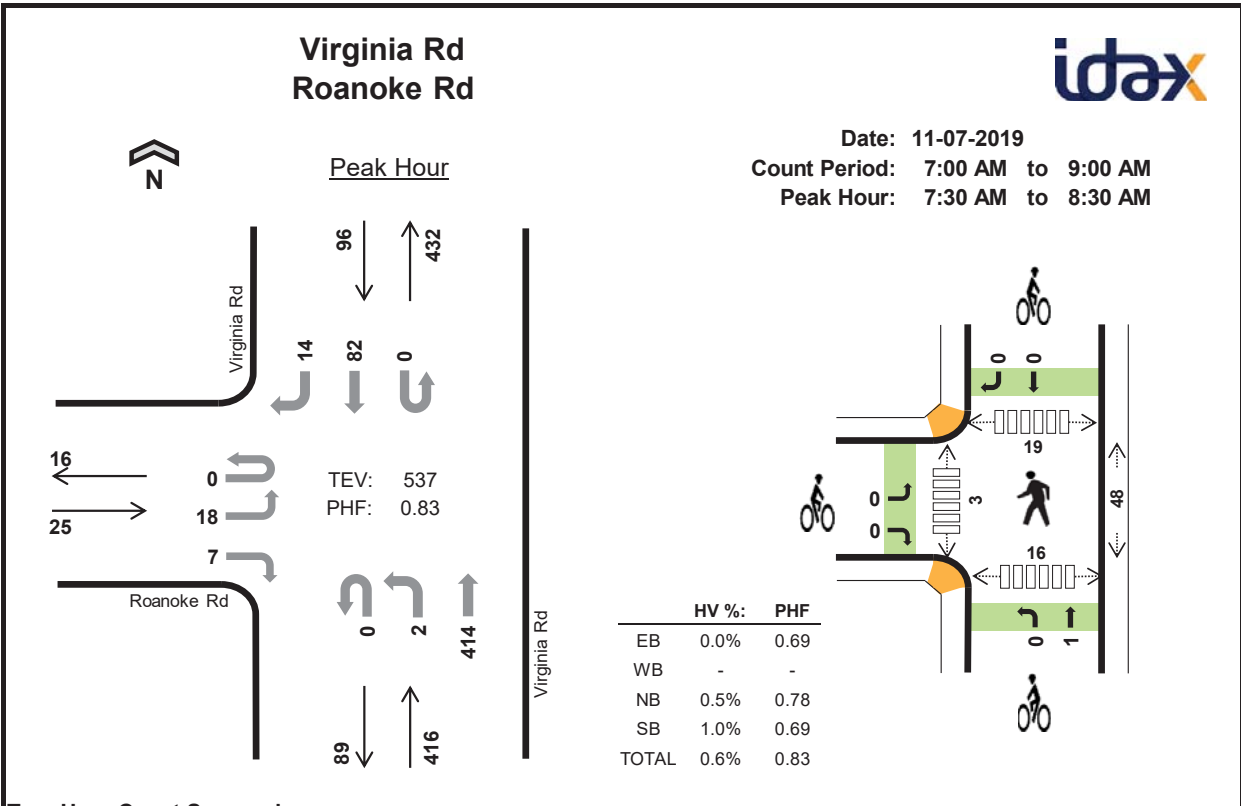 Virginia Rd
Roanoke Rd
idax
Date: 11-07-2019
Count Period: 7:00 AM to 9:00 AM
Peak Hour: 7:30 AM to 8:30 AM
N
Peak Hour
96
432
Virginia Rd
14
82
0
16
25
0
18
7
TEV: 537
PHF: 0.83
Roanoke Rd
0
2
414
Virginia Rd
89
416
HV %: PHF
EB 0.0% 0.69
WB - -
NB 0.5% 0.78
SB 1.0% 0.69
TOTAL 0.6% 0.83
0
0
19
0
0
3
48
16
0
1